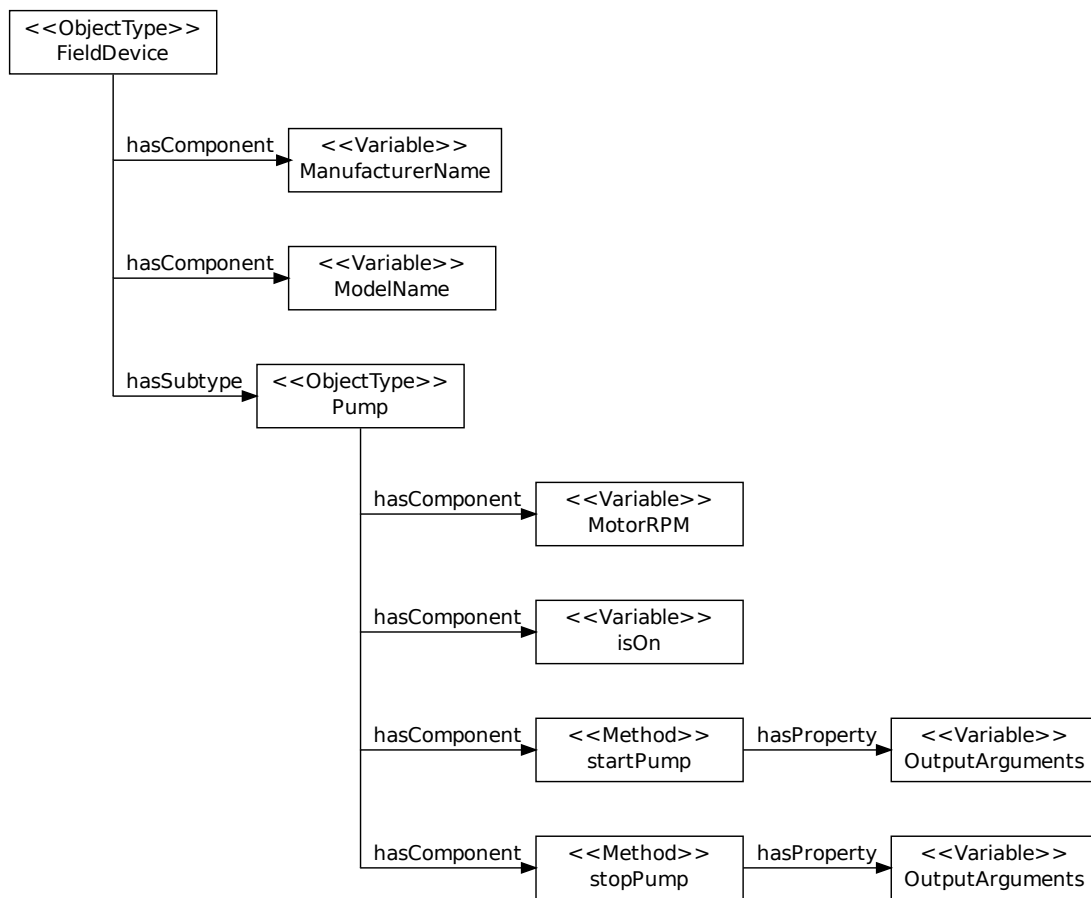 <<ObjectType>>
FieldDevice
hasComponent
<<Variable>>
ManufacturerName
hasComponent
<<Variable>>
ModelName
hasSubtype
<<ObjectType>>
Pump
hasComponent
<<Variable>>
MotorRPM
hasComponent
<<Variable>>
isOn
hasComponent
<<Method>>
startPump
hasProperty
<<Variable>>
OutputArguments
hasComponent
<<Method>>
stopPump
hasProperty
<<Variable>>
OutputArguments